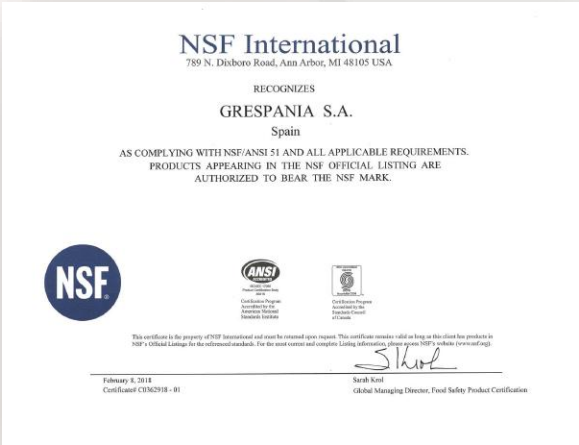 NSF International
789 N. Dixboro Road, Ann Arbor, MI 48105 USA
RECOGNIZES
GRESPANIA S.A.
Spain
AS COMPLYING WITH NSF/ANSI 51 AND ALL APPLICABLE REQUIREMENTS.
PRODUCTS APPEARING IN THE NSF OFFICIAL LISTING ARE
AUTHORIZED TO BEAR THE NSF MARK.
NSF
ANSI
Certification Program
Accredited by the
American National
Standards Institute
Certification Program
Accredited by the
Standards Council
of Canada
This certificate is the property of NSF International and must be returned upon request. This certificate remains valid as long as this client has products in
NSF's Official Listings for the referenced standards. For the most current and complete Listing information, please access NSF's website (www.nsf.org).
February 8, 2018
Certificate# C0362918 - 01
Sarah Krol
Global Managing Director, Food Safety Product Certification